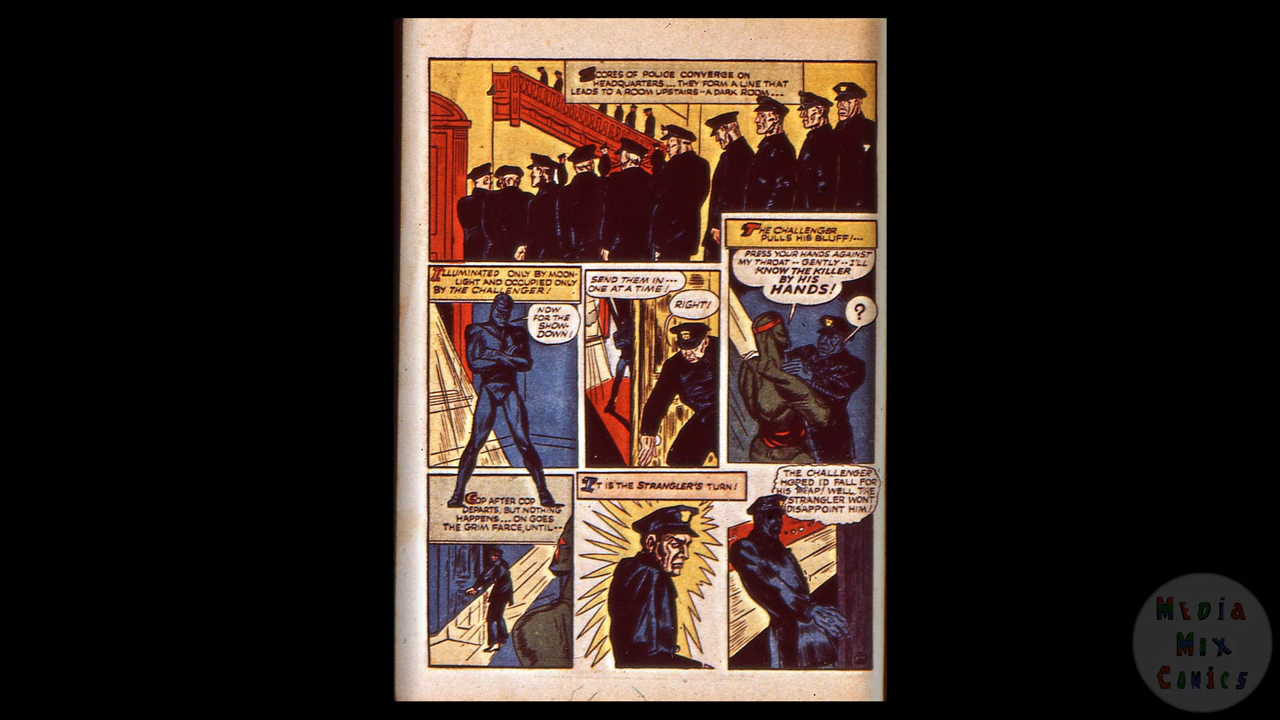 SCORES OF POLICE CONVERGE ON
HEADQUARTERS... THEY FORM A LINE THAT
LEADS TO A ROOM UPSTAIRS--A DARK ROOM...
ILLUMINATED ONLY BY MOON-
LIGHT AND OCCUPIED ONLY
BY THE CHALLENGER!
NOW
FOR THE
SHOW-
DOWN!
SEND THEM IN---
ONE AT A TIME!
RIGHT!
THE CHALLENGER
PULLS HIS BLUFF!---
PRESS YOUR HANDS AGAINST
MY THROAT -- GENTLY -- I'LL
KNOW THE KILLER
BY HIS
HANDS!
?
COP AFTER COP
DEPARTS, BUT NOTHING
HAPPENS... ON GOES
THE GRIM FARCE, UNTIL--
IT IS THE STRANGLER'S TURN!
THE CHALLENGER
HOPED I'D FALL FOR
HIS TRAP! WELL, THE
STRANGLER WON'T
DISAPPOINT HIM!
MEDIA
MIX
COMICS